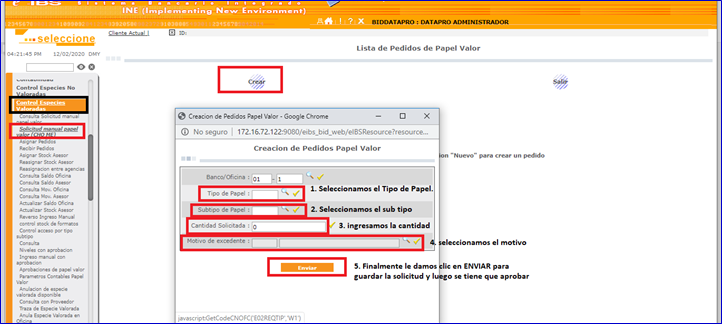 IBS Sistema Bancario Integrado
INE (Implementing New Environment)
! ? BIDDATAPRO : DATAPRO ADMINISTRADOR
...seleccione
Cliente Actual | X ID:
04:21:45 PM 12/02/2020 DMY
Lista de Pedidos de Papel Valor
Crear
Salir
Contabilidad
Control Especies No
Valoradas
Control Especies
Valoradas
Consulta Solicitud manual
papel valor
Solicitud manual papel
valor (CHQ ME)
Asignar Pedidos
Recibir Pedidos
Asignar Stock Asesor
Reasignar Stock Asesor
Reasignacion entre agencias
Consulta Saldo Oficina
Consulta Saldo Asesor
Consulta Mov. Oficina
Consulta Mov. Asesor
Actualizar Saldo Oficina
Actualizar Stock Asesor
Reverso Ingreso Manual
control stock de formatos
Control acceso por tipo
subtipo
Consulta
Niveles con aprobacion
Ingreso manual con
aprobacion
Aprobaciones de papel valor
Parametros Contables Papel
Valor
Anulacion de especie
valorada disponible
Consulta con Proveedor
Traza de Especie Valorada
Anula Especie Valorada en
Oficina
Creacion de Pedidos Papel Valor - Google Chrome
No seguro | 172.16.72.122:9080/eibs_bid_web/eIBSResource?resource...
Creacion de Pedidos Papel Valor
ion "Nuevo" para crear un pedido
Banco/Oficina : 01 - 1
Tipo de Papel :
1. Seleccionamos el Tipo de Papel.
Subtipo de Papel :
2. Seleccionamos el sub tipo
Cantidad Solicitada : 0
3. ingresamos la cantidad
Motivo de excedente :
4. seleccionamos el motivo
Enviar
5. Finalmente le damos clic en ENVIAR para
guardar la solicitud y luego se tiene que aprobar
javascript:GetCodeCNOFC('E02REQTIP','W1')